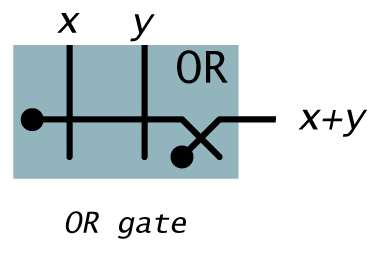 x y
OR
x+y
OR gate